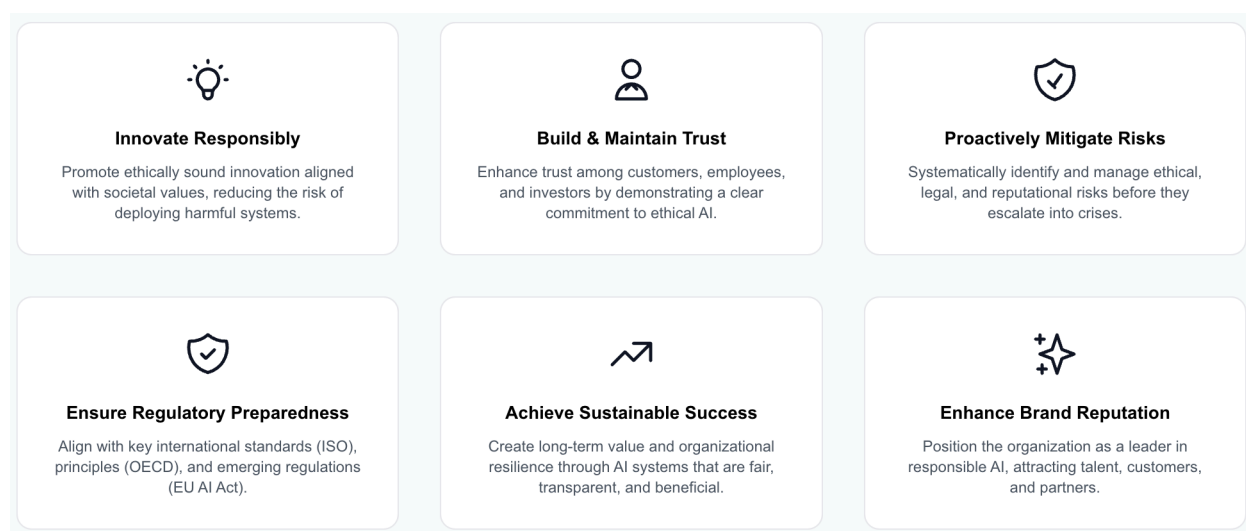 Innovate Responsibly
Promote ethically sound innovation aligned
with societal values, reducing the risk of
deploying harmful systems.
Build & Maintain Trust
Enhance trust among customers, employees,
and investors by demonstrating a clear
commitment to ethical AI.
Proactively Mitigate Risks
Systematically identify and manage ethical,
legal, and reputational risks before they
escalate into crises.
Ensure Regulatory Preparedness
Align with key international standards (ISO),
principles (OECD), and emerging regulations
(EU AI Act).
Achieve Sustainable Success
Create long-term value and organizational
resilience through AI systems that are fair,
transparent, and beneficial.
Enhance Brand Reputation
Position the organization as a leader in
responsible AI, attracting talent, customers,
and partners.